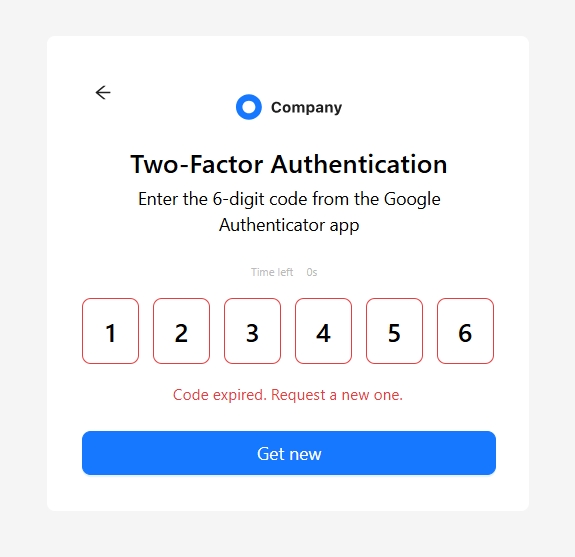 Company
Two-Factor Authentication
Enter the 6-digit code from the Google
Authenticator app
Time left 0s
1 2 3 4 5 6
Code expired. Request a new one.
Get new